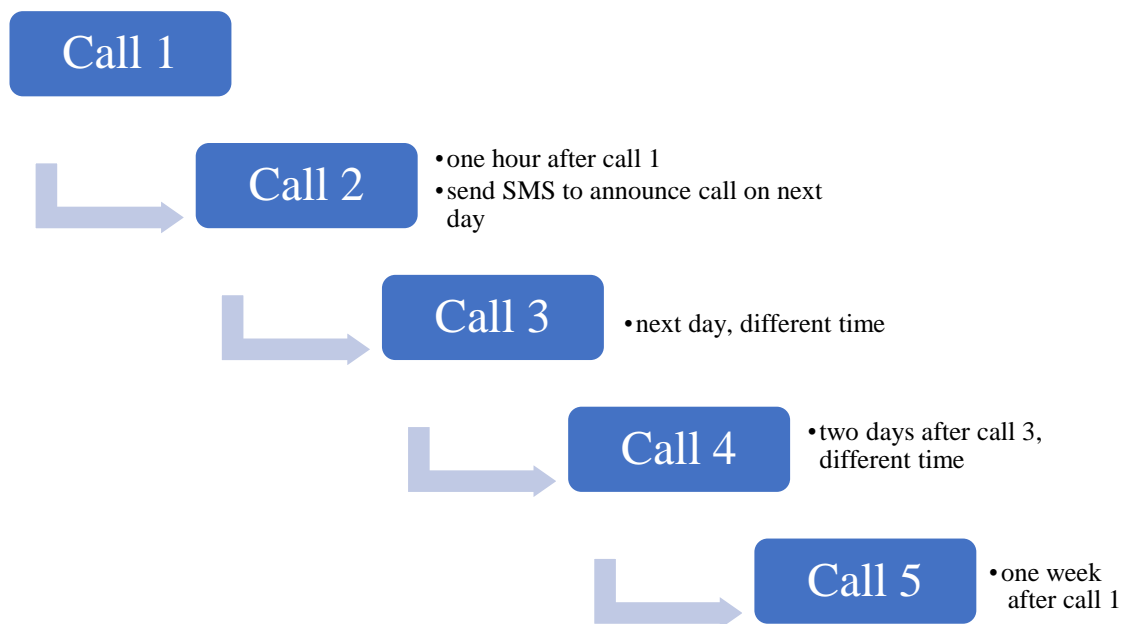 Call 1
Call 2
•one hour after call 1
•send SMS to announce call on next
day
Call 3
•next day, different time
Call 4
•two days after call 3,
different time
Call 5
•one week
after call 1